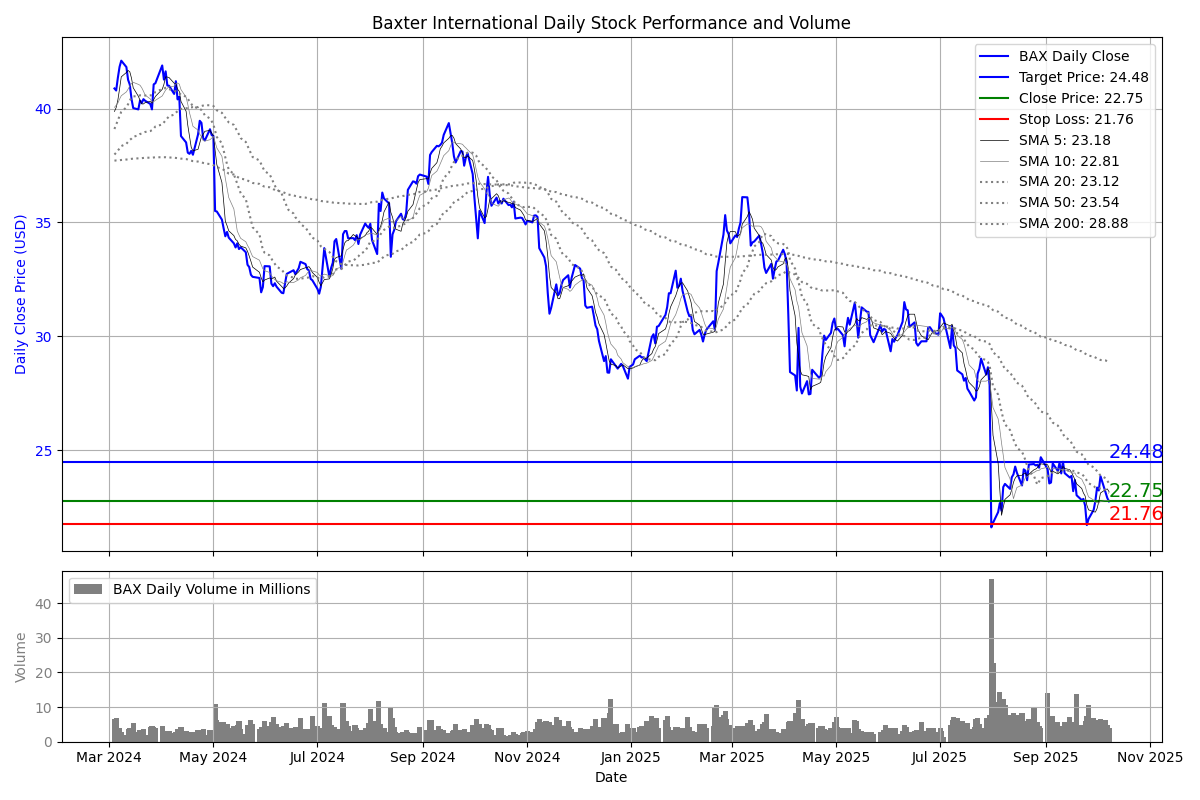 Baxter International Daily Stock Performance and Volume
BAX Daily Close
Target Price: 24.48
Close Price: 22.75
Stop Loss: 21.76
SMA 5: 23.18
SMA 10: 22.81
SMA 20: 23.12
SMA 50: 23.54
SMA 200: 28.88
Daily Close Price (USD)
40
35
30
25
24.48
22.75
21.76
BAX Daily Volume in Millions
Volume
40
30
20
10
0
Mar 2024 May 2024 Jul 2024 Sep 2024 Nov 2024 Jan 2025 Mar 2025 May 2025 Jul 2025 Sep 2025 Nov 2025
Date